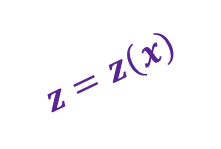 z = z(x)